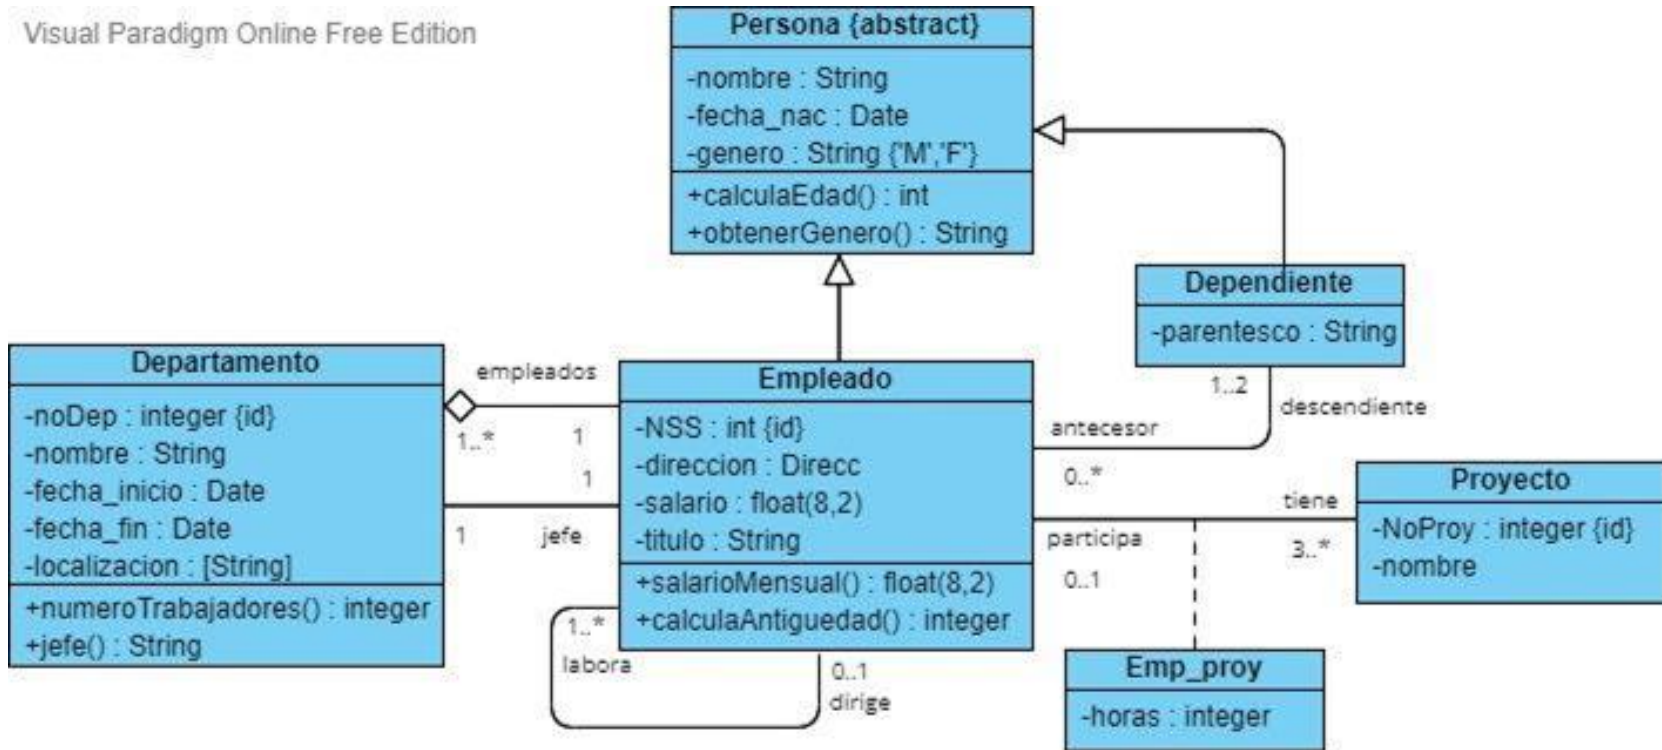 Visual Paradigm Online Free Edition
Persona {abstract}
-nombre : String
-fecha_nac : Date
-genero : String {'M','F'}
+calculaEdad() : int
+obtenerGenero() : String
Dependiente
-parentesco : String
1..2
descendiente
antecesor
0..*
Departamento
-noDep : integer {id}
-nombre : String
-fecha_inicio : Date
-fecha_fin : Date
-localizacion : [String]
+numeroTrabajadores() : integer
+jefe() : String
empleados
1..*
1
1
1
jefe
Empleado
-NSS : int {id}
-direccion : Direcc
-salario : float(8,2)
-titulo : String
+salarioMensual() : float(8,2)
+calculaAntiguedad() : integer
1..*
labora
0..1
dirige
participa
0..1
tiene
3..*
Proyecto
-NoProy : integer {id}
-nombre
Emp_proy
-horas : integer